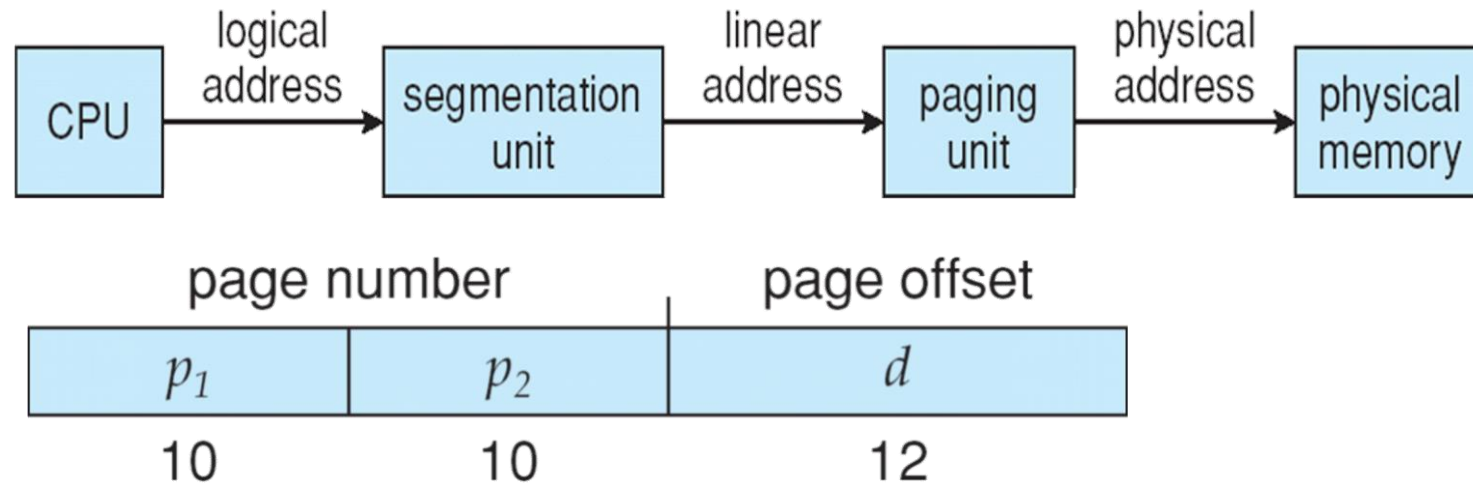 CPU
logical
address
segmentation
unit
linear
address
paging
unit
physical
address
physical
memory
page number
page offset
p1
p2
d
10
10
12